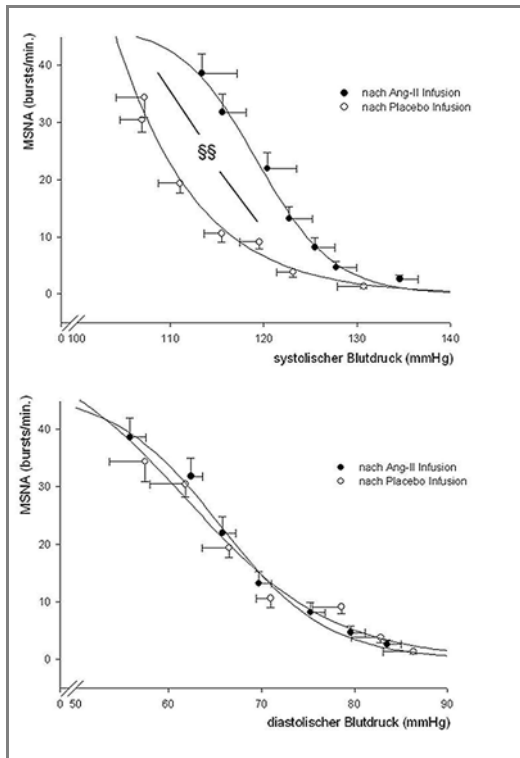 MSNA (bursts/min.)
40
30
20
10
0
nach Ang-II Infusion
nach Placebo Infusion
§§
0 100 110 120 130 140
systolischer Blutdruck (mmHg)
MSNA (bursts/min.)
40
30
20
10
0
nach Ang-II Infusion
nach Placebo Infusion
0 50 60 70 80 90
diastolischer Blutdruck (mmHg)